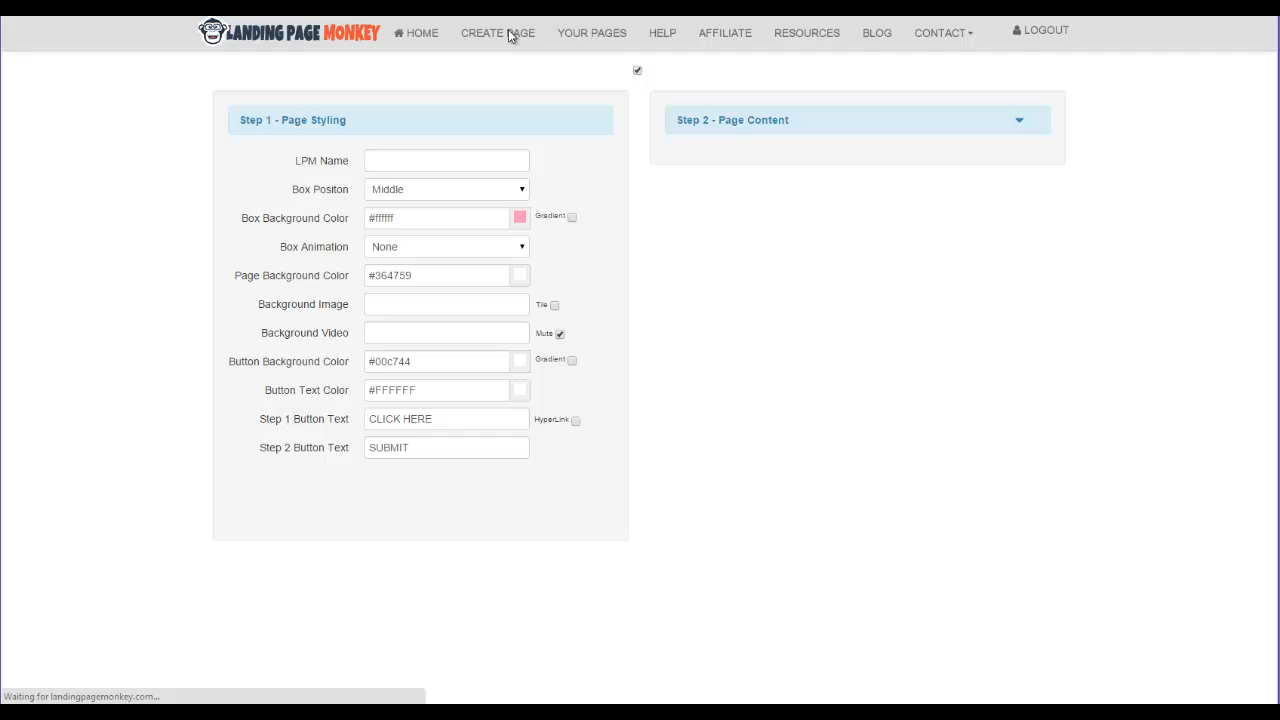 LANDING PAGE MONKEY HOME CREATE PAGE YOUR PAGES HELP AFFILIATE RESOURCES BLOG CONTACT LOGOUT
Step 1 - Page Styling
LPM Name
Box Positon Middle
Box Background Color #ffffff Gradient
Box Animation None
Page Background Color #364759
Background Image Tile
Background Video Mute
Button Background Color #00c744 Gradient
Button Text Color #FFFFFF
Step 1 Button Text CLICK HERE HyperLink
Step 2 Button Text SUBMIT
Step 2 - Page Content
Waiting for landingpagemonkey.com...